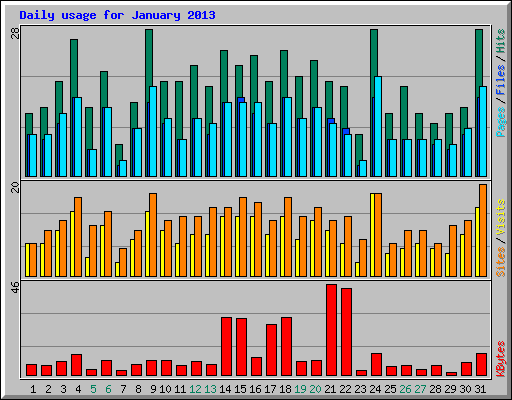 Daily usage for January 2013
28
Pages / Files / Hits
20
Sites / Visits
46
KBytes
1 2 3 4 5 6 7 8 9 10 11 12 13 14 15 16 17 18 19 20 21 22 23 24 25 26 27 28 29 30 31